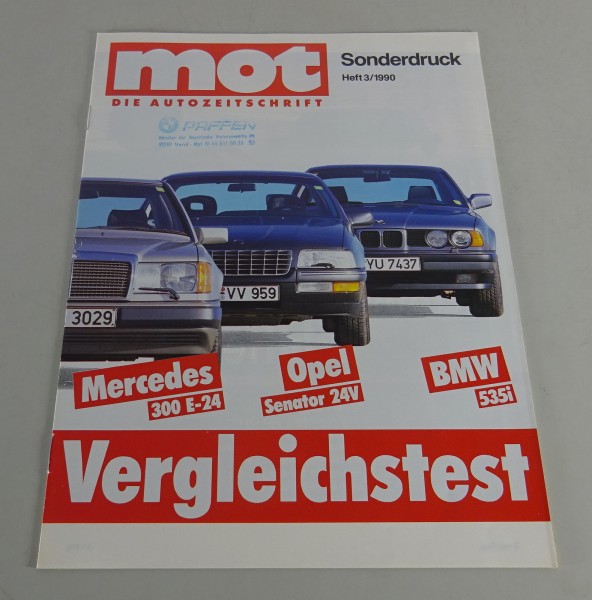 mot
Sonderdruck
Heft 3/1990
DIE AUTOZEITSCHRIFT
PAFFEN
YU 7437
VV 959
3029
Mercedes
300 E-24
Opel
Senator 24V
BMW
535i
Vergleichstest